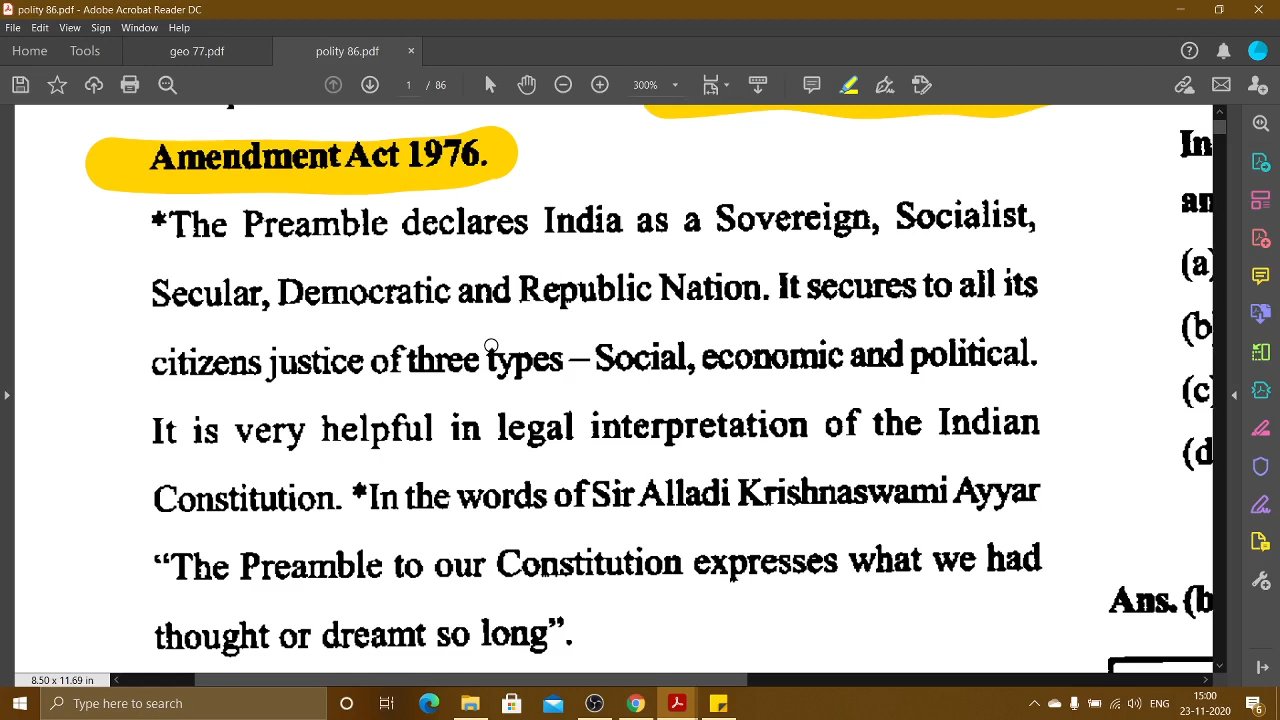 polity 86.pdf - Adobe Acrobat Reader DC
File Edit View Sign Window Help
Home Tools geo 77.pdf polity 86.pdf ×
1 / 86 300%
Amendment Act 1976.
*The Preamble declares India as a Sovereign, Socialist,
Secular, Democratic and Republic Nation. It secures to all its
citizens justice of three types – Social, economic and political.
It is very helpful in legal interpretation of the Indian
Constitution. *In the words of Sir Alladi Krishnaswami Ayyar
“The Preamble to our Constitution expresses what we had
thought or dreamt so long”.
In
an
(a)
(b)
(c)
(d
Ans. (b
8.50 x 11.69 in
Type here to search
ENG
15:00
23-11-2020
6